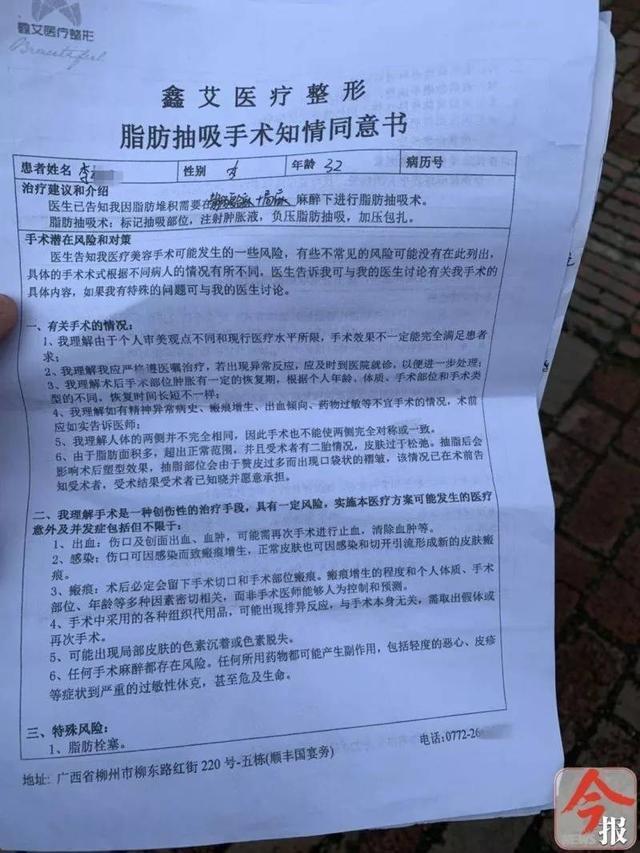 鑫艾医疗整形
Beautiful
鑫艾医疗整形
脂肪抽吸手术知情同意书
患者姓名 李 性别 女 年龄 32 病历号
治疗建议和介绍
医生已告知我因脂肪堆积需要在 麻醉下进行脂肪抽吸术。
脂肪抽吸术：标记抽吸部位，注射肿胀液，负压脂肪抽吸，加压包扎。
手术潜在风险和对策
医生告知我医疗美容手术可能发生的一些风险，有些不常见的风险可能没有在此列出，
具体的手术术式根据不同病人的情况有所不同。医生告诉我可与我的医生讨论有关我手术的
具体内容，如果我有特殊的问题可与我的医生讨论。
一、有关手术的情况：
1、我理解由于个人审美观点不同和现行医疗水平所限，手术效果不一定能完全满足患者
求；
2、我理解我应严格遵医嘱治疗，若出现异常反应，应及时到医院就诊，以便进一步处理；
3、我理解术后手术部位肿胀有一定的恢复期，根据个人年龄、体质、手术部位和手术类
型的不同。恢复时间长短不一样；
4、我理解如有精神异常病史、瘢痕增生、出血倾向、药物过敏等不宜手术的情况，术前
应如实告诉医师；
5、我理解人体的两侧并不完全相同，因此手术也不能使两侧完全对称或一致。
6、由于脂肪面积多，超出正常范围，并且受术者有二胎情况，皮肤过于松弛。抽脂后会
影响术后塑型效果，抽脂部位会由于赘皮过多而出现口袋状的褶皱，该情况已在术前告
知受术者，受术结果受术者已知晓并愿意承担。
二、我理解手术是一种创伤性的治疗手段，具有一定风险，实施本医疗方案可能发生的医疗
意外及并发症包括但不限于：
1、出血：伤口及创面出血、血肿，可能需再次手术进行止血，清除血肿等。
2、感染：伤口可因感染而致瘢痕增生，正常皮肤也可因感染和切开引流形成新的皮肤瘢
痕。
3、瘢痕：术后必定会留下手术切口和手术部位瘢痕。瘢痕增生的程度和个人体质、手术
部位、年龄等多种因素密切相关，而非手术医师能够人为控制和预测。
4、手术中采用的各种组织代用品，可能出现排异反应，与手术本身无关，需取出假体或
再次手术。
5、可能出现局部皮肤的色素沉着或色素脱失。
6、任何手术麻醉都存在风险。任何所用药物都可能产生副作用，包括轻度的恶心、皮疹
等症状到严重的过敏性休克，甚至危及生命。
三、特殊风险：
1、脂肪栓塞。
电话:0772-26
地址: 广西省柳州市柳东路红街 220 号-五栋(顺丰国宴旁)
今报
NEWS